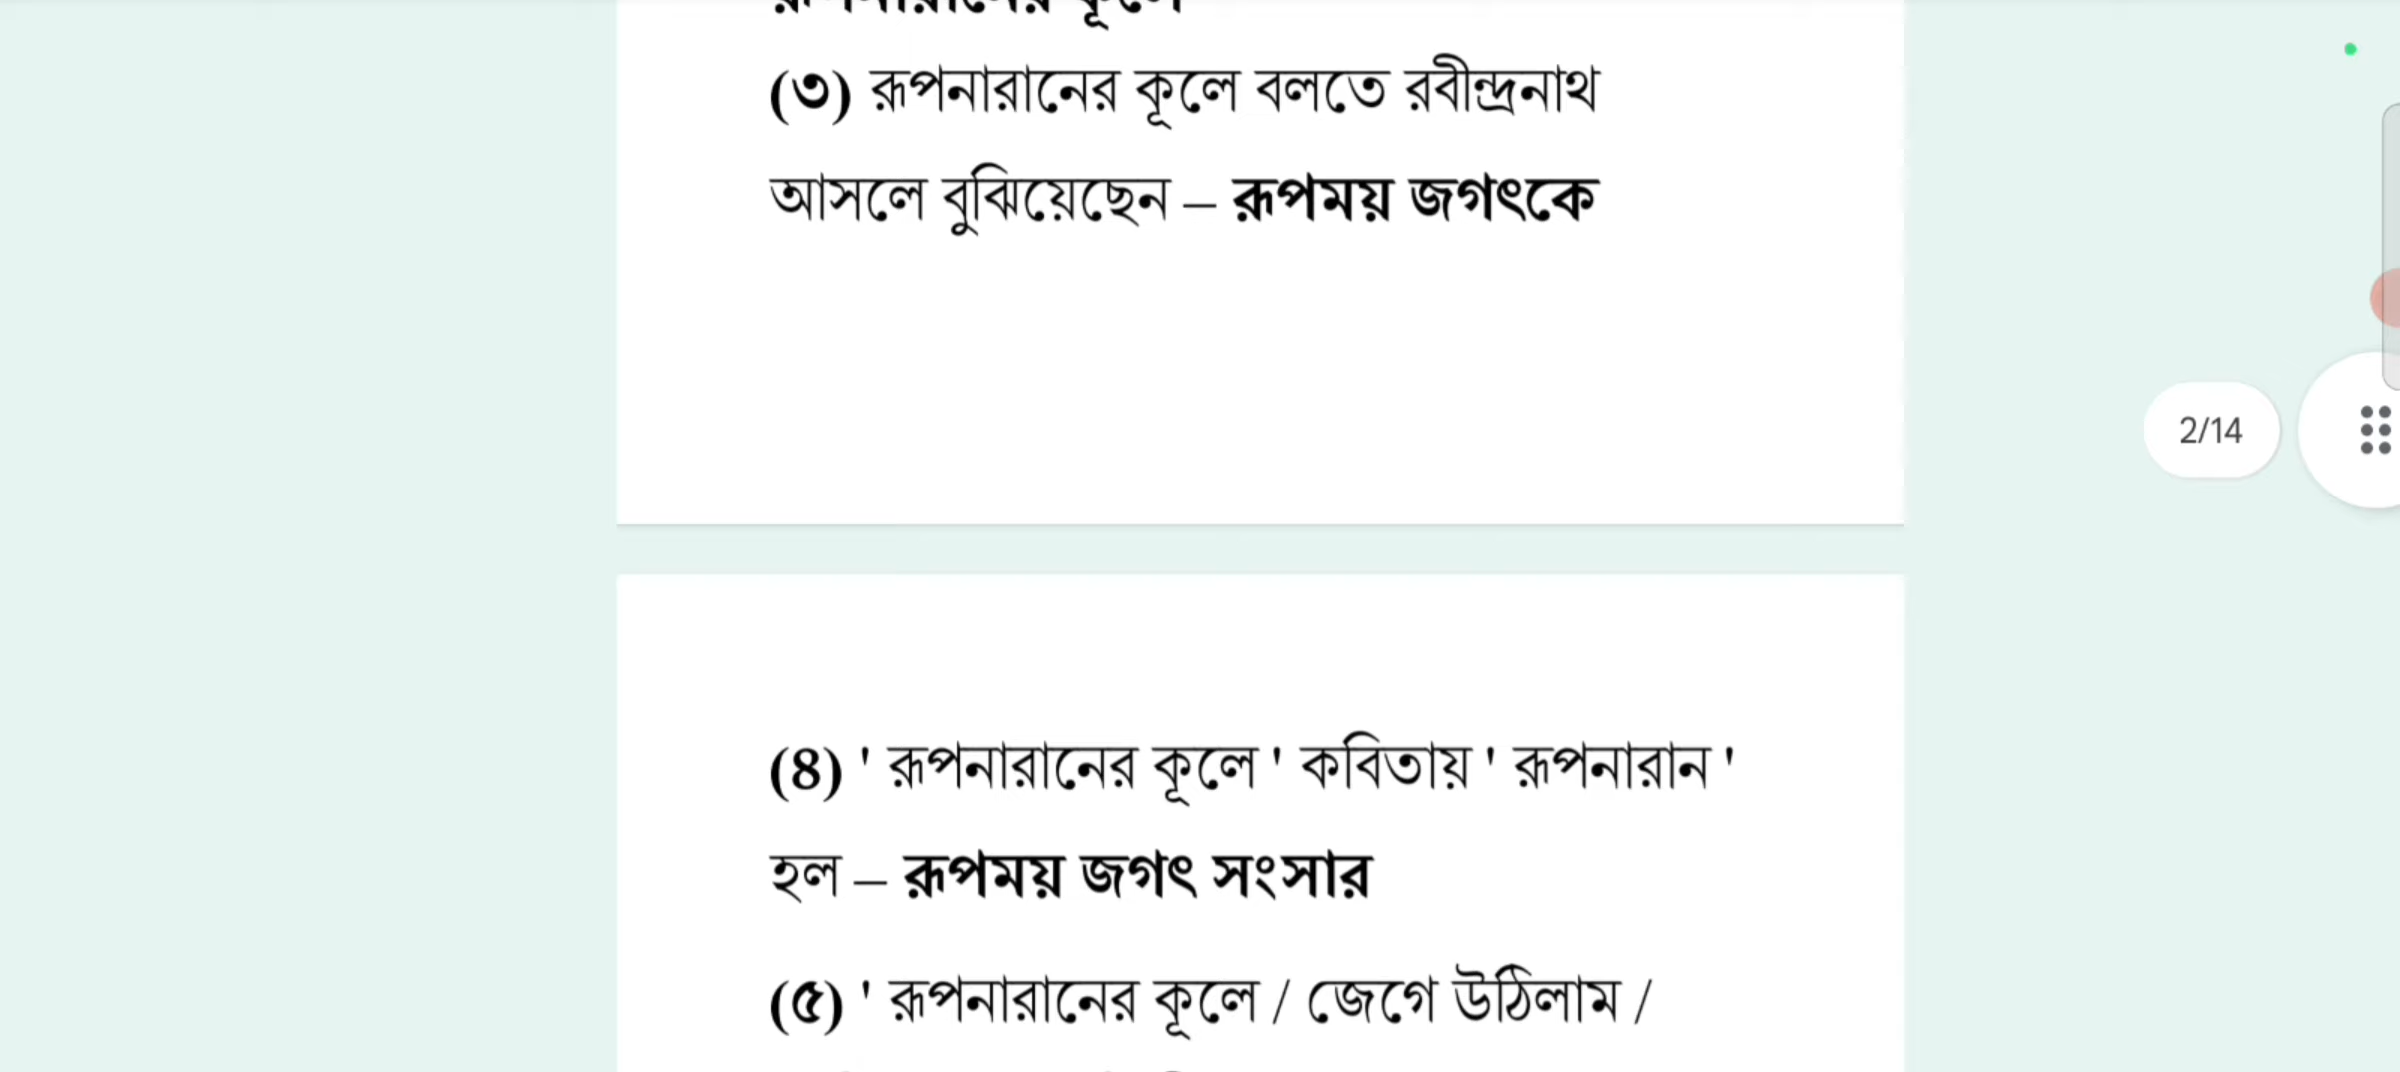 (৩) রূপনারানের কূলে বলতে রবীন্দ্রনাথ
আসলে বুঝিয়েছেন – রূপময় জগৎকে
2/14
(8) ' রূপনারানের কূলে ' কবিতায় ' রূপনারান '
হল – রূপময় জগৎ সংসার
(৫) ' রূপনারানের কূলে / জেগে উঠিলাম /